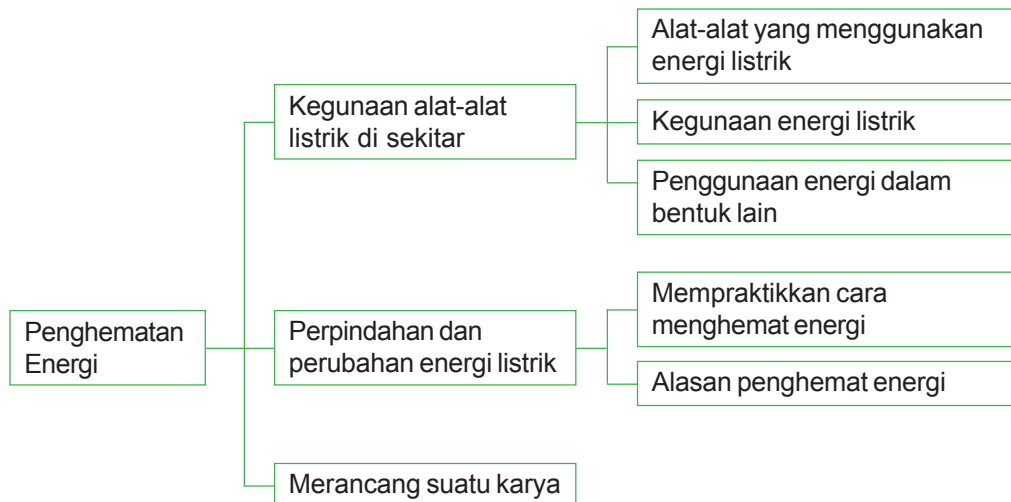 Penghematan
Energi
Kegunaan alat-alat
listrik di sekitar
Alat-alat yang menggunakan
energi listrik
Kegunaan energi listrik
Penggunaan energi dalam
bentuk lain
Perpindahan dan
perubahan energi listrik
Mempraktikkan cara
menghemat energi
Alasan penghemat energi
Merancang suatu karya